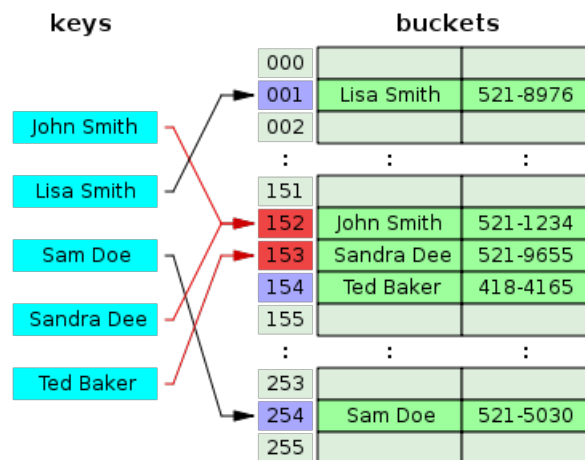 keys
buckets
000
001 Lisa Smith 521-8976
002
: : :
John Smith
Lisa Smith
Sam Doe
Sandra Dee
Ted Baker
151
152 John Smith 521-1234
153 Sandra Dee 521-9655
154 Ted Baker 418-4165
155
: : :
253
254 Sam Doe 521-5030
255